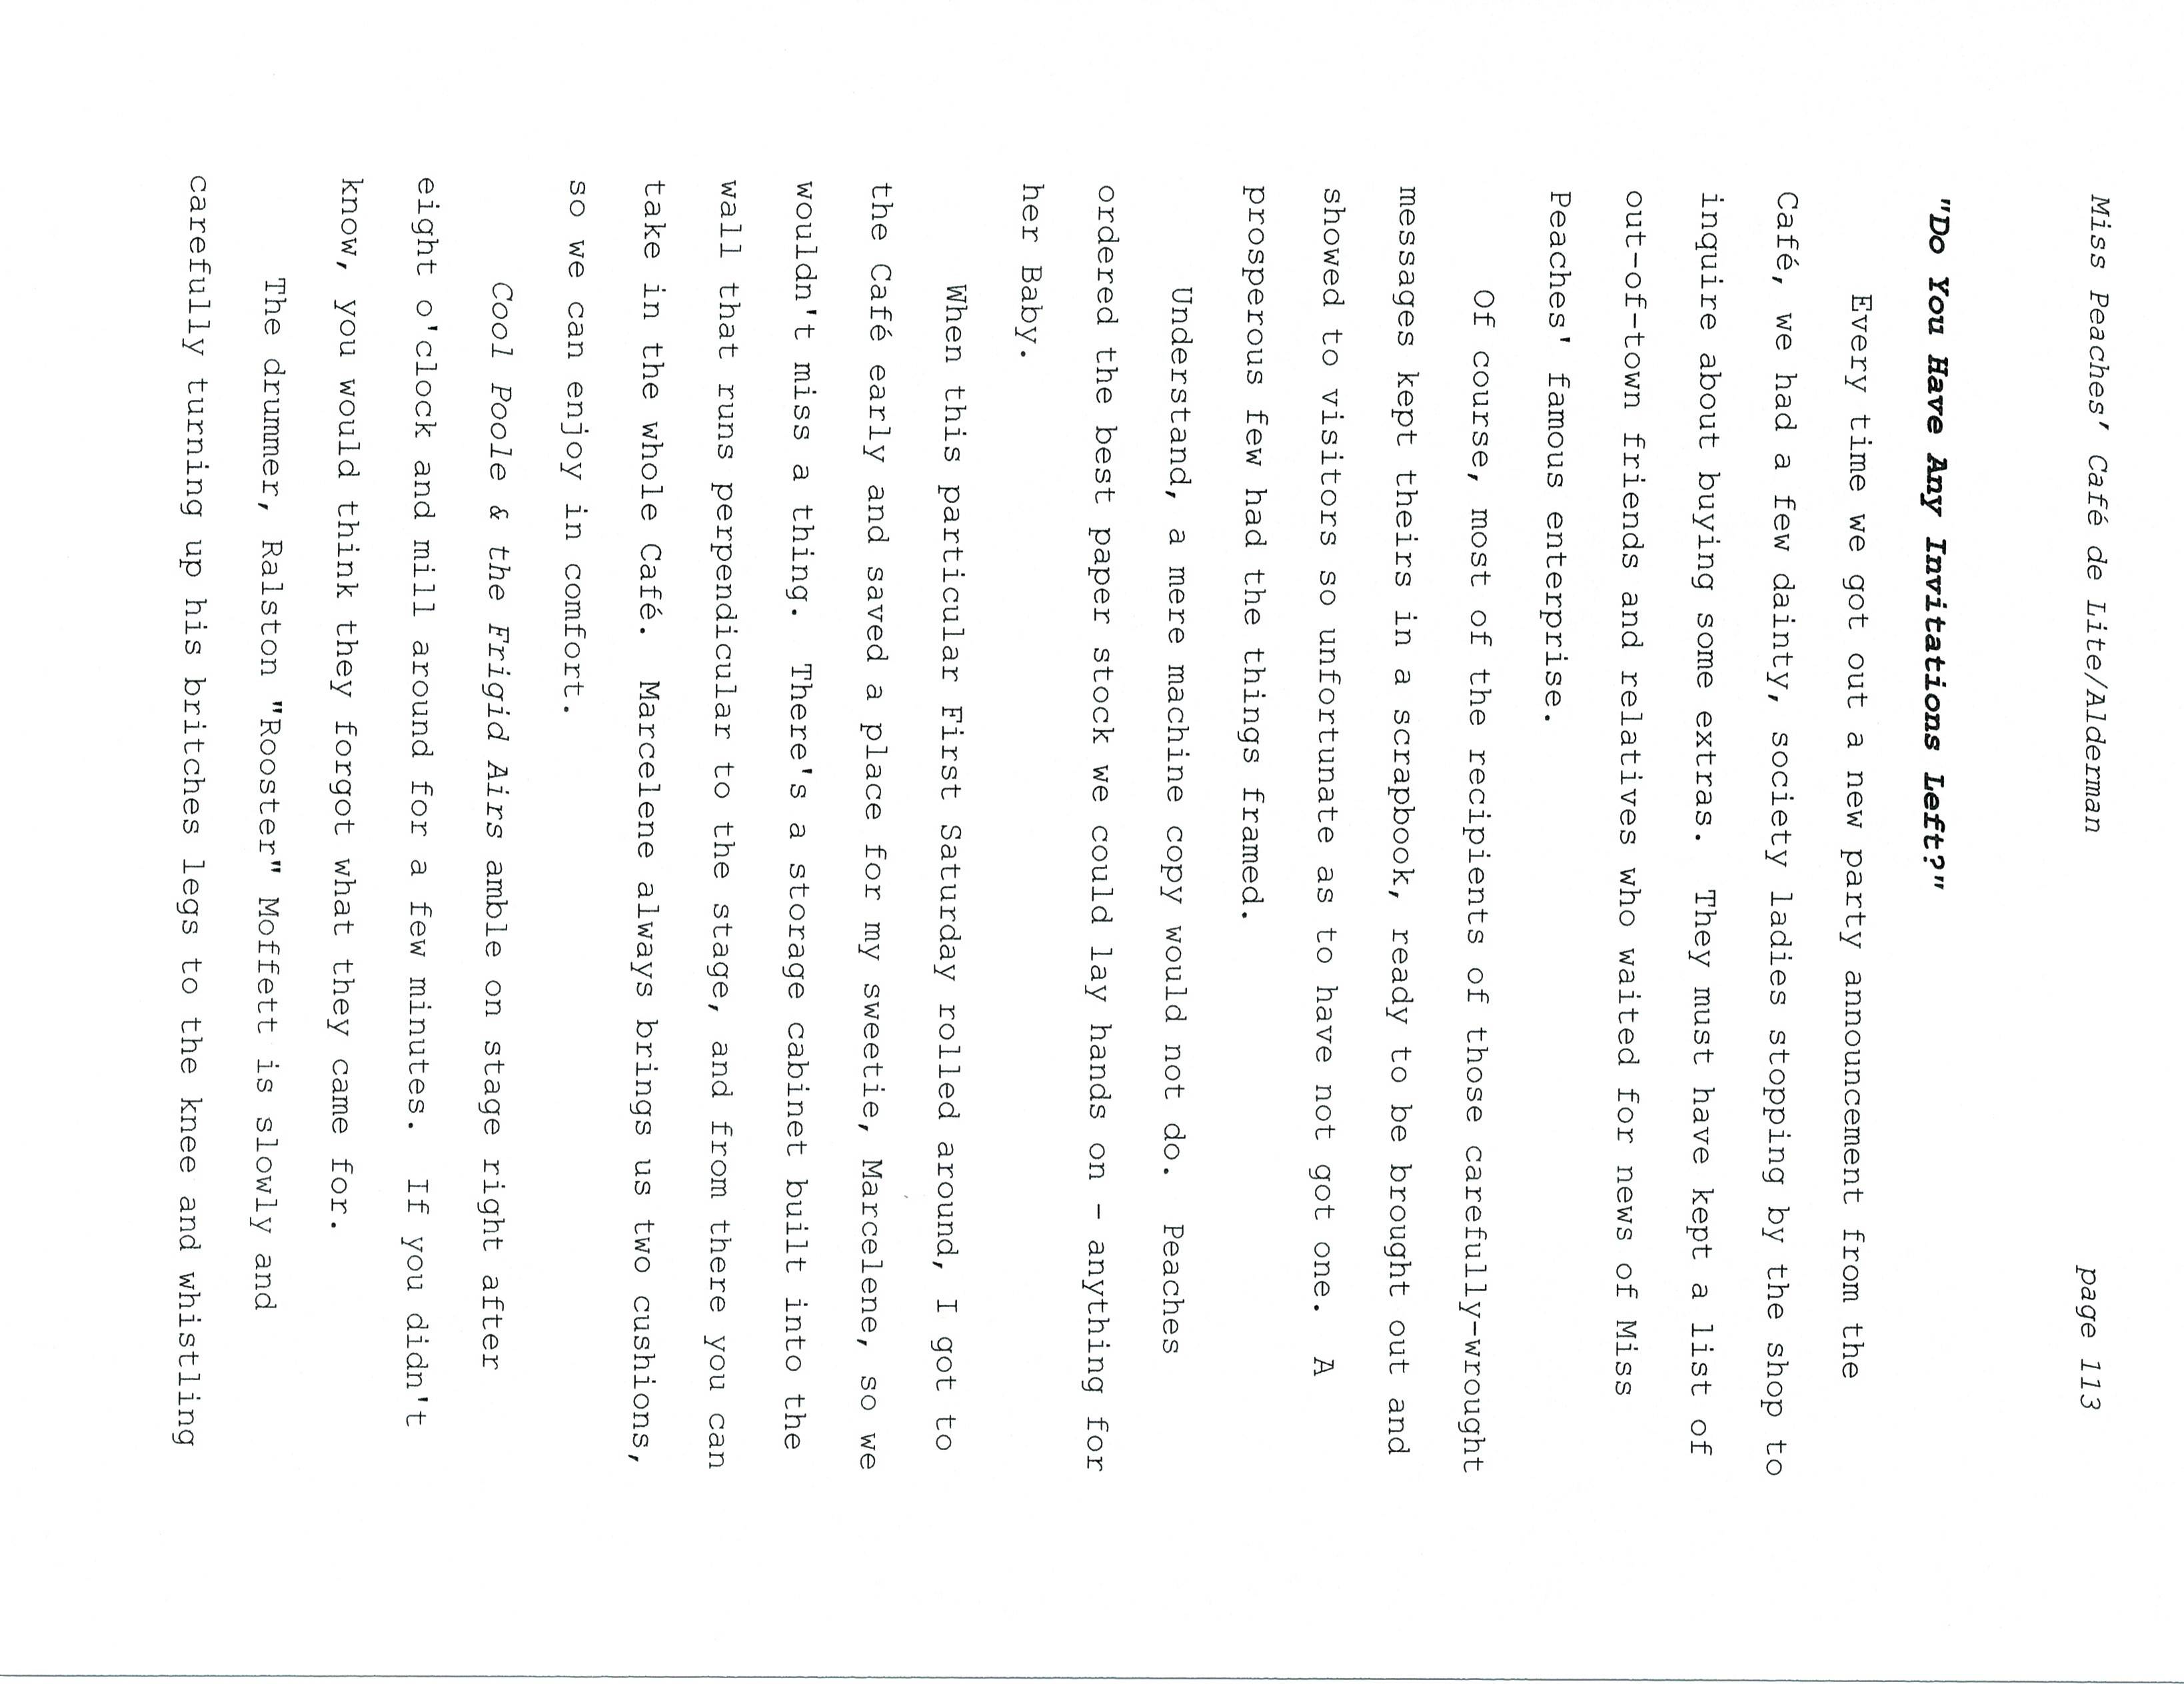 Miss Peaches' Café de Lite/Alderman page 113
"Do You Have Any Invitations Left?"
Every time we got out a new party announcement from the
Café, we had a few dainty, society ladies stopping by the shop to
inquire about buying some extras.  They must have kept a list of
out-of-town friends and relatives who waited for news of Miss
Peaches' famous enterprise.
Of course, most of the recipients of those carefully-wrought
messages kept theirs in a scrapbook, ready to be brought out and
showed to visitors so unfortunate as to have not got one.  A
prosperous few had the things framed.
Understand, a mere machine copy would not do.  Peaches
ordered the best paper stock we could lay hands on - anything for
her Baby.
When this particular First Saturday rolled around, I got to
the Café early and saved a place for my sweetie, Marcelene, so we
wouldn't miss a thing.  There's a storage cabinet built into the
wall that runs perpendicular to the stage, and from there you can
take in the whole Café.  Marcelene always brings us two cushions,
so we can enjoy in comfort.
Cool Poole & the Frigid Airs amble on stage right after
eight o'clock and mill around for a few minutes.  If you didn't
know, you would think they forgot what they came for.
The drummer, Ralston "Rooster" Moffett is slowly and
carefully turning up his britches legs to the knee and whistling